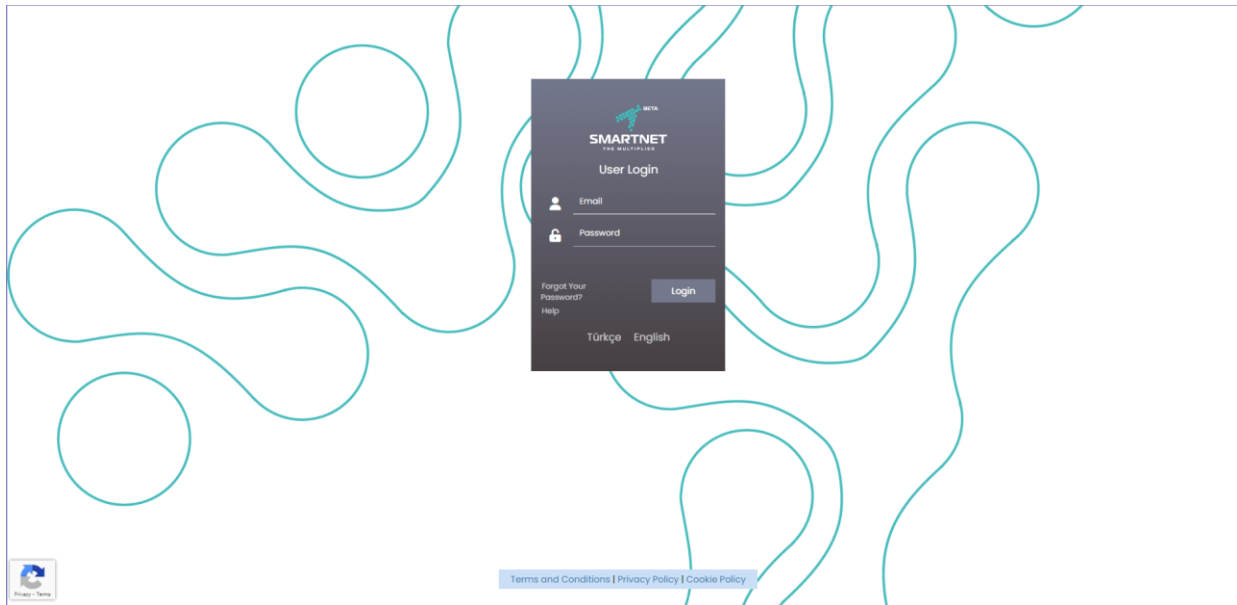 BETA
SMARTNET
THE MULTIPLIER
User Login
Email
Password
Forgot Your
Password?
Help
Login
Türkçe English
Privacy - Terms
Terms and Conditions | Privacy Policy | Cookie Policy